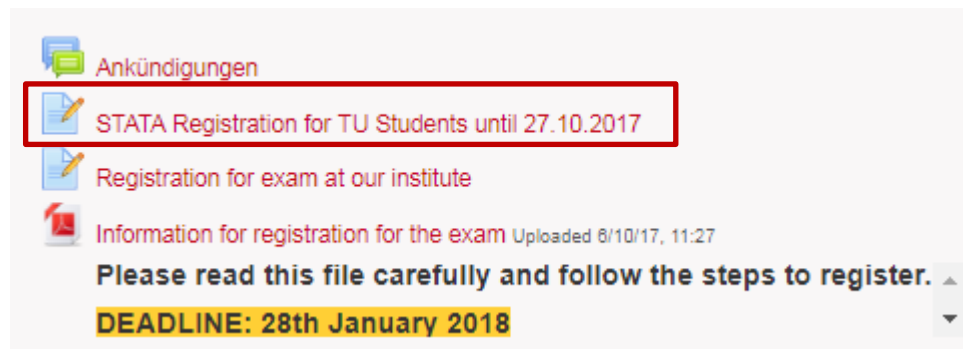 Ankündigungen
STATA Registration for TU Students until 27.10.2017
Registration for exam at our institute
Information for registration for the exam Uploaded 6/10/17, 11:27
Please read this file carefully and follow the steps to register.
DEADLINE: 28th January 2018